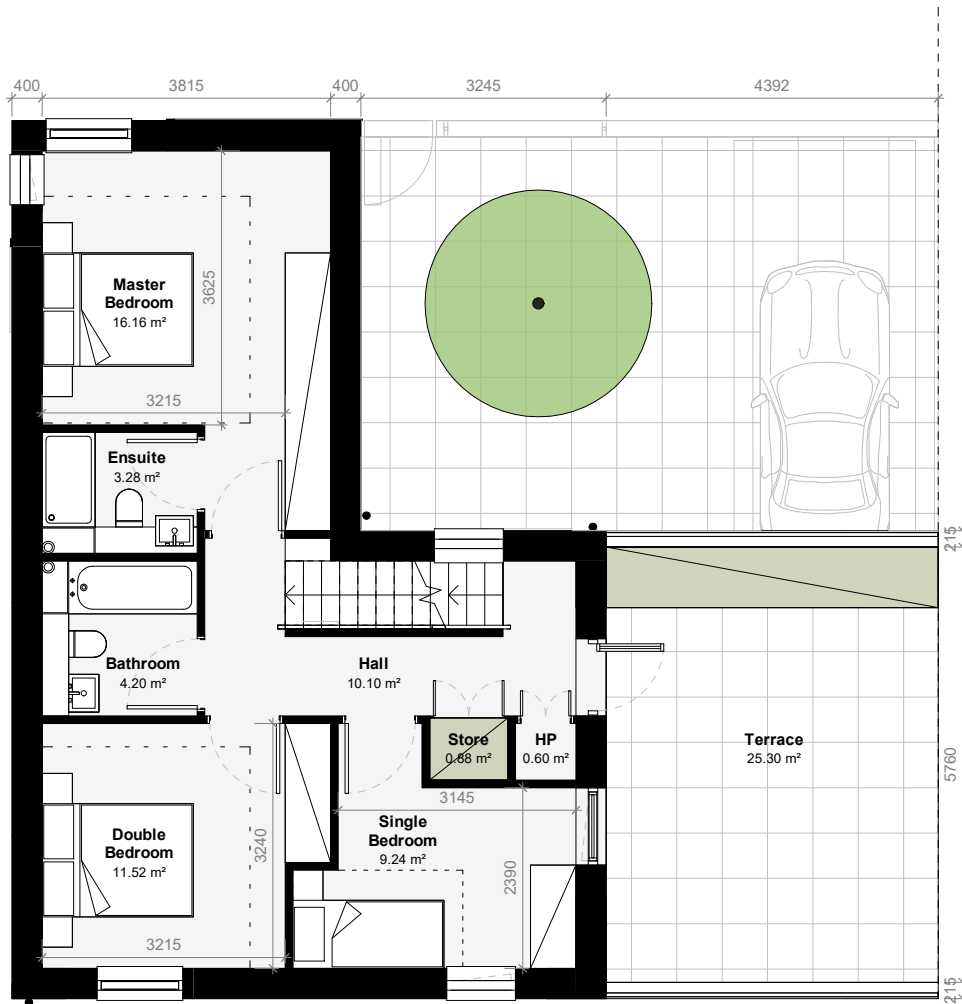 400
3815
400
3245
4392
Master
Bedroom
16.16 m²
3625
3215
Ensuite
3.28 m²
215
Bathroom
4.20 m²
Hall
10.10 m²
Store
0.88 m²
HP
0.60 m²
Terrace
25.30 m²
5760
3145
Single
Bedroom
9.24 m²
Double
Bedroom
11.52 m²
3240
2390
3215
215